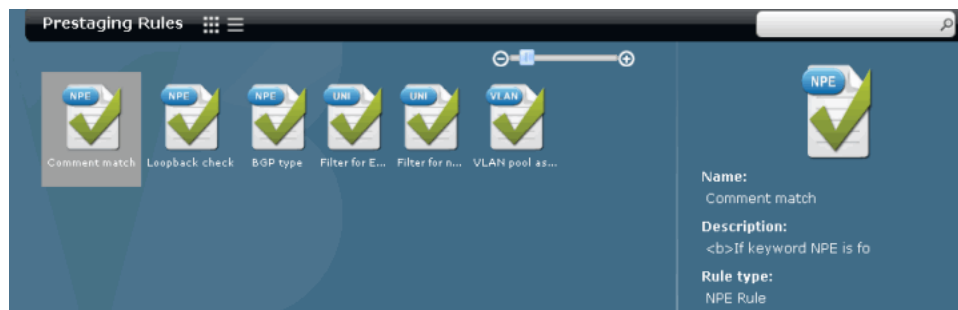 Prestaging Rules
NPE NPE NPE UNI UNI VLAN
Comment match Loopback check BGP type Filter for E... Filter for n... VLAN pool as...
NPE
Name:
Comment match
Description:
<b>If keyword NPE is fo
Rule type:
NPE Rule